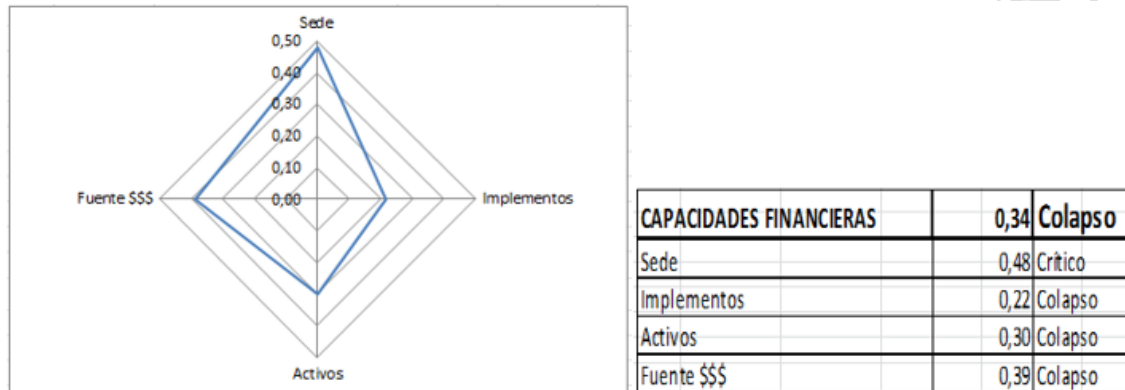 Sede
0,50
0,40
0,30
0,20
0,10
0,00
Fuente $$$
Implementos
Activos
CAPACIDADES FINANCIERAS 0,34 Colapso
Sede 0,48 Crítico
Implementos 0,22 Colapso
Activos 0,30 Colapso
Fuente $$$ 0,39 Colapso